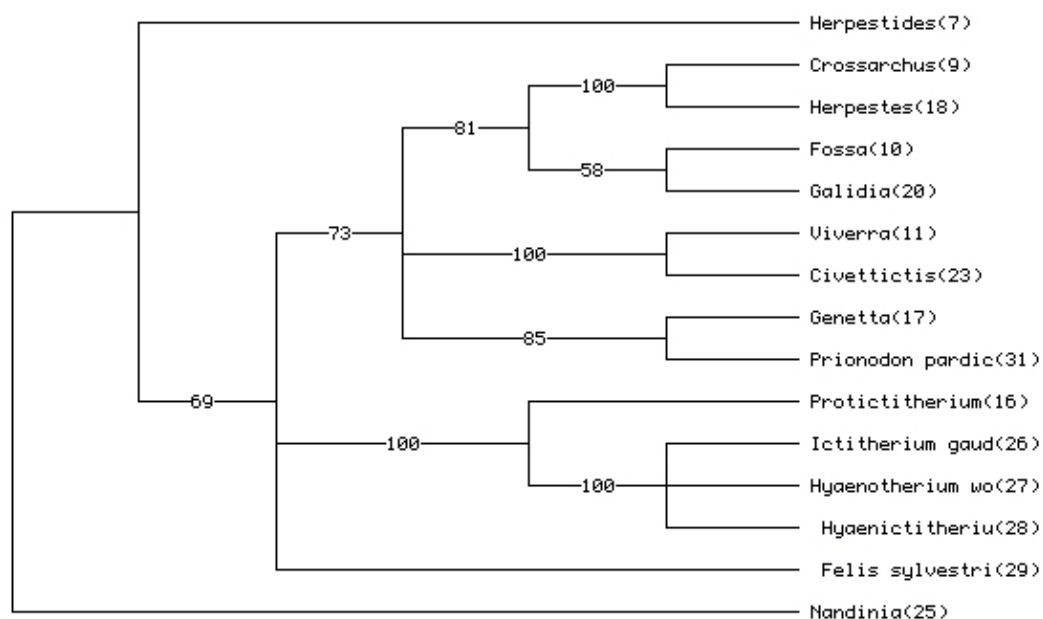 Herpestides(7)
Crossarchus(9)
100
Herpestes(18)
81
Fossa(10)
58
Galidia(20)
73
Viverra(11)
100
Civettictis(23)
Genetta(17)
85
Prionodon pardic(31)
69
Protictitherium(16)
100
Ictitherium gaud(26)
100
Hyaenotherium wo(27)
Hyaenictitheriu(28)
Felis sylvestri(29)
Nandinia(25)